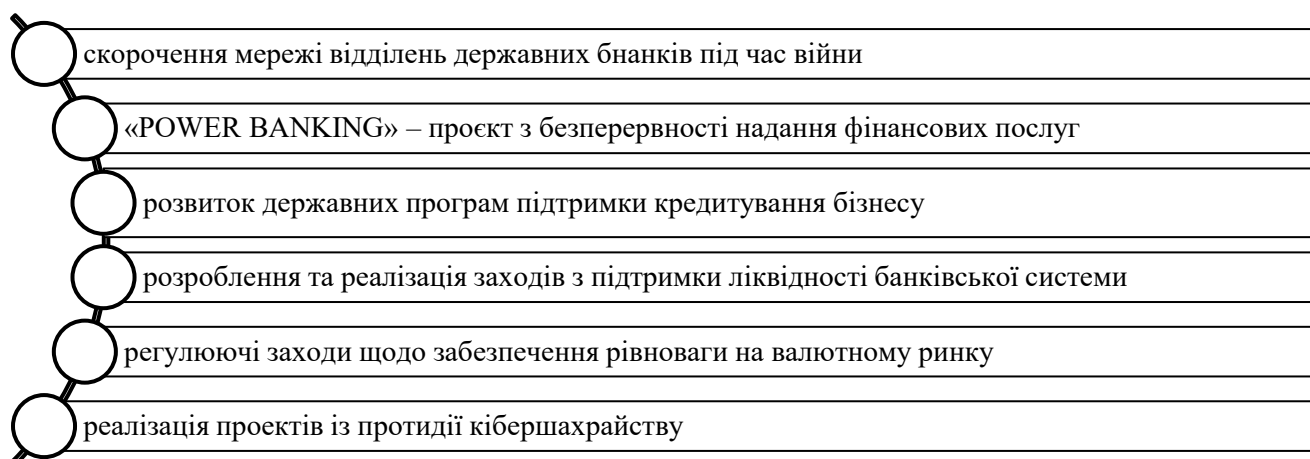 скорочення мережі відділень державних бнанків під час війни
«POWER BANKING» – проєкт з безперервності надання фінансових послуг
розвиток державних програм підтримки кредитування бізнесу
розроблення та реалізація заходів з підтримки ліквідності банківської системи
регулюючі заходи щодо забезпечення рівноваги на валютному ринку
реалізація проектів із протидії кібершахрайству